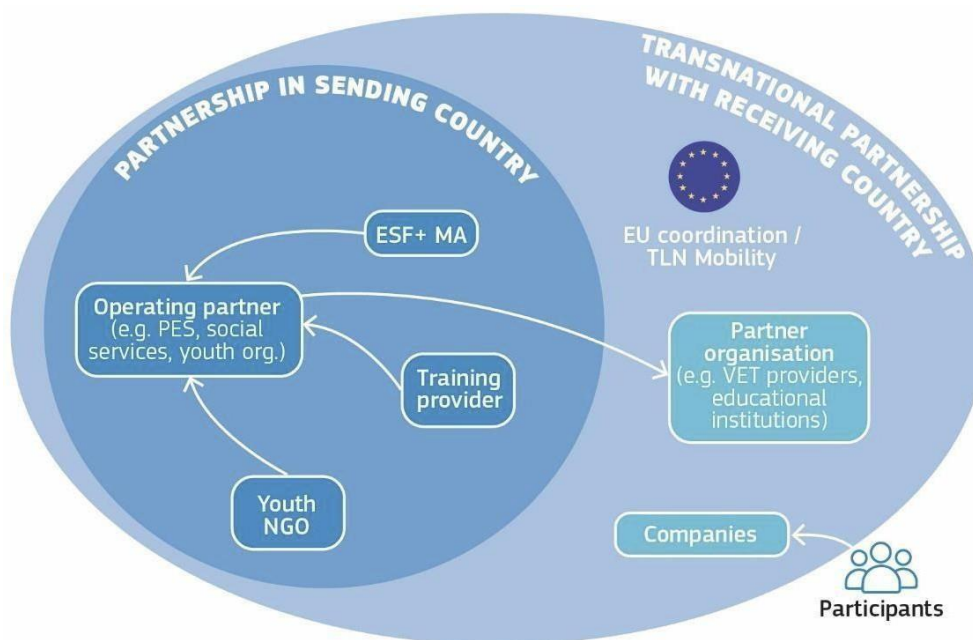 PARTNERSHIP IN SENDING COUNTRY
TRANSNATIONAL PARTNERSHIP
WITH RECEIVING COUNTRY
EU coordination /
TLN Mobility
ESF+ MA
Operating partner
(e.g. PES, social
services, youth org.)
Training
provider
Youth
NGO
Partner
organisation
(e.g. VET providers,
educational
institutions)
Companies
Participants